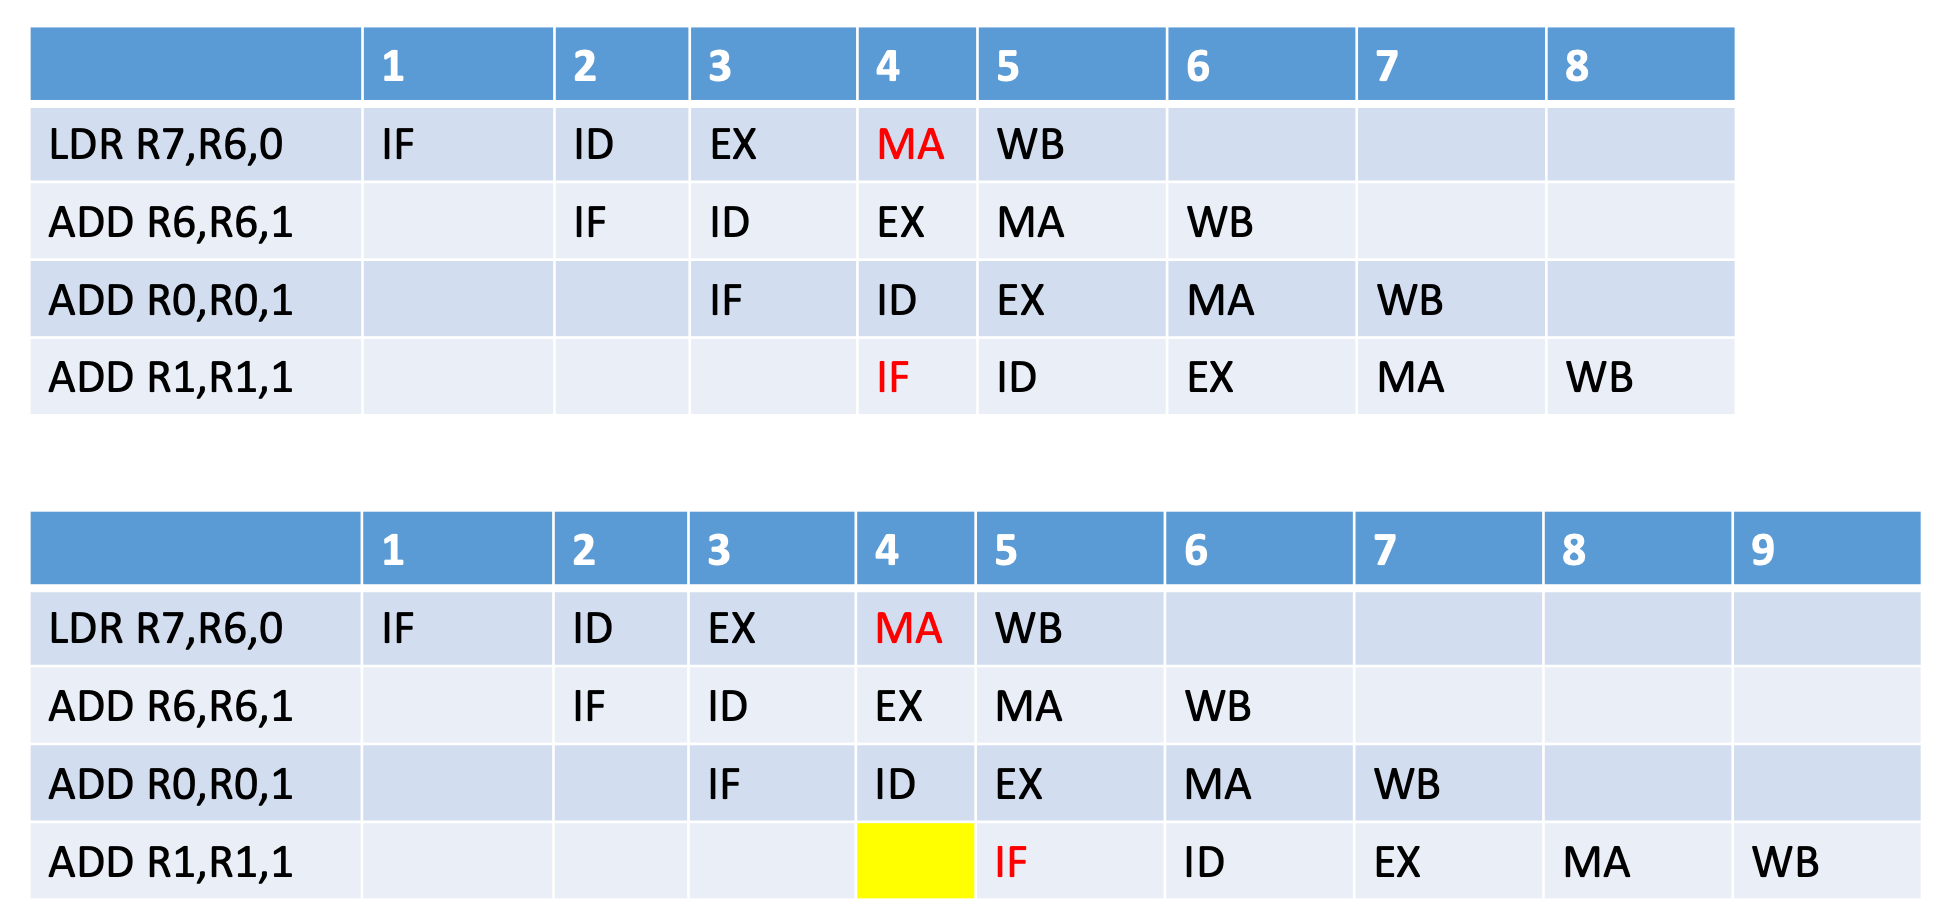 1 2 3 4 5 6 7 8
LDR R7,R6,0 IF ID EX MA WB
ADD R6,R6,1 IF ID EX MA WB
ADD R0,R0,1 IF ID EX MA WB
ADD R1,R1,1 IF ID EX MA WB
1 2 3 4 5 6 7 8 9
LDR R7,R6,0 IF ID EX MA WB
ADD R6,R6,1 IF ID EX MA WB
ADD R0,R0,1 IF ID EX MA WB
ADD R1,R1,1 IF ID EX MA WB